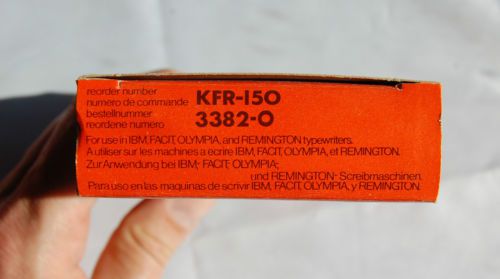 reorder number
numero de commande KFR-150
bestellnummer 3382-0
reordene numero
For use in IBM, FACIT, OLYMPIA, and REMINGTON typewriters.
A utiliser sur les machines a ecrire IBM, FACIT, OLYMPIA, et REMINGTON.
Zur Anwendung bei IBM- FACIT- OLYMPIA;
und REMINGTON- Screibmaschinen.
Para uso en las maquinas de scrivir IBM, FACIT, OLYMPIA, y REMINGTON.